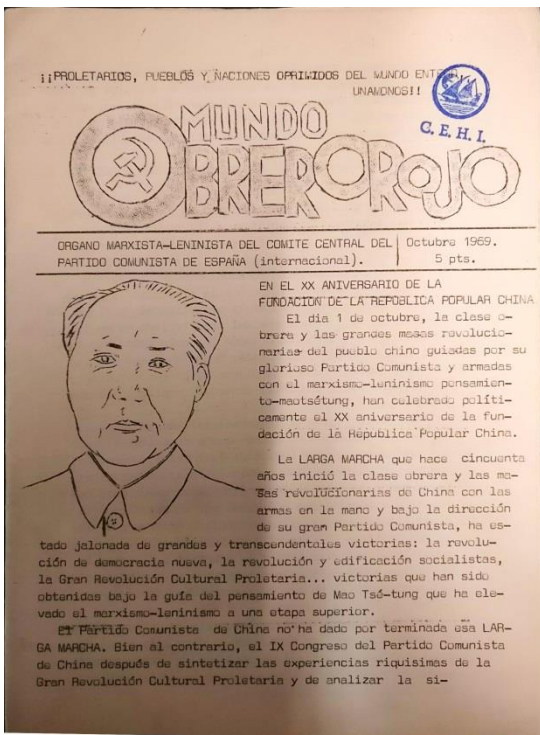 ¡¡PROLETARIOS, PUEBLOS Y NACIONES OPRIMIDOS DEL MUNDO ENTERO
UNAMONOS!!
C. E. H. I.
MUNDO
OBRERO ROJO
ORGANO MARXISTA-LENINISTA DEL COMITE CENTRAL DEL
PARTIDO COMUNISTA DE ESPAÑA (internacional).
Octubre 1969.
5 pts.
EN EL XX ANIVERSARIO DE LA
FUNDACION DE LA REPUBLICA POPULAR CHINA
El dia 1 de octubre, la clase o-
brera y las grandes masas revolucio-
narias del pueblo chino guiadas por su
glorioso Partido Comunista y armadas
con el marxismo-leninismo pensamien-
to-maotsétung, han celebrado políti-
camente el XX aniversario de la fun-
dación de la Republica Popular China.
La LARGA MARCHA que hace cincuenta
años inició la clase obrera y las ma-
sas revolucionarias de China con las
armas en la mano y bajo la dirección
de su gran Partido Comunista, ha es-
tado jalonada de grandes y transcendentales victorias: la revolu-
ción de democracia nueva, la revolución y edificación socialistas,
la Gran Revolución Cultural Proletaria... victorias que han sido
obtenidas bajo la guía del pensamiento de Mao Tsé-tung que ha ele-
vado el marxismo-leninismo a una etapa superior.
El Partido Comunista de China no ha dado por terminada esa LAR-
GA MARCHA. Bien al contrario, el IX Congreso del Partido Comunista
de China después de sintetizar las experiencias riquisimas de la
Gran Revolución Cultural Proletaria y de analizar la si-